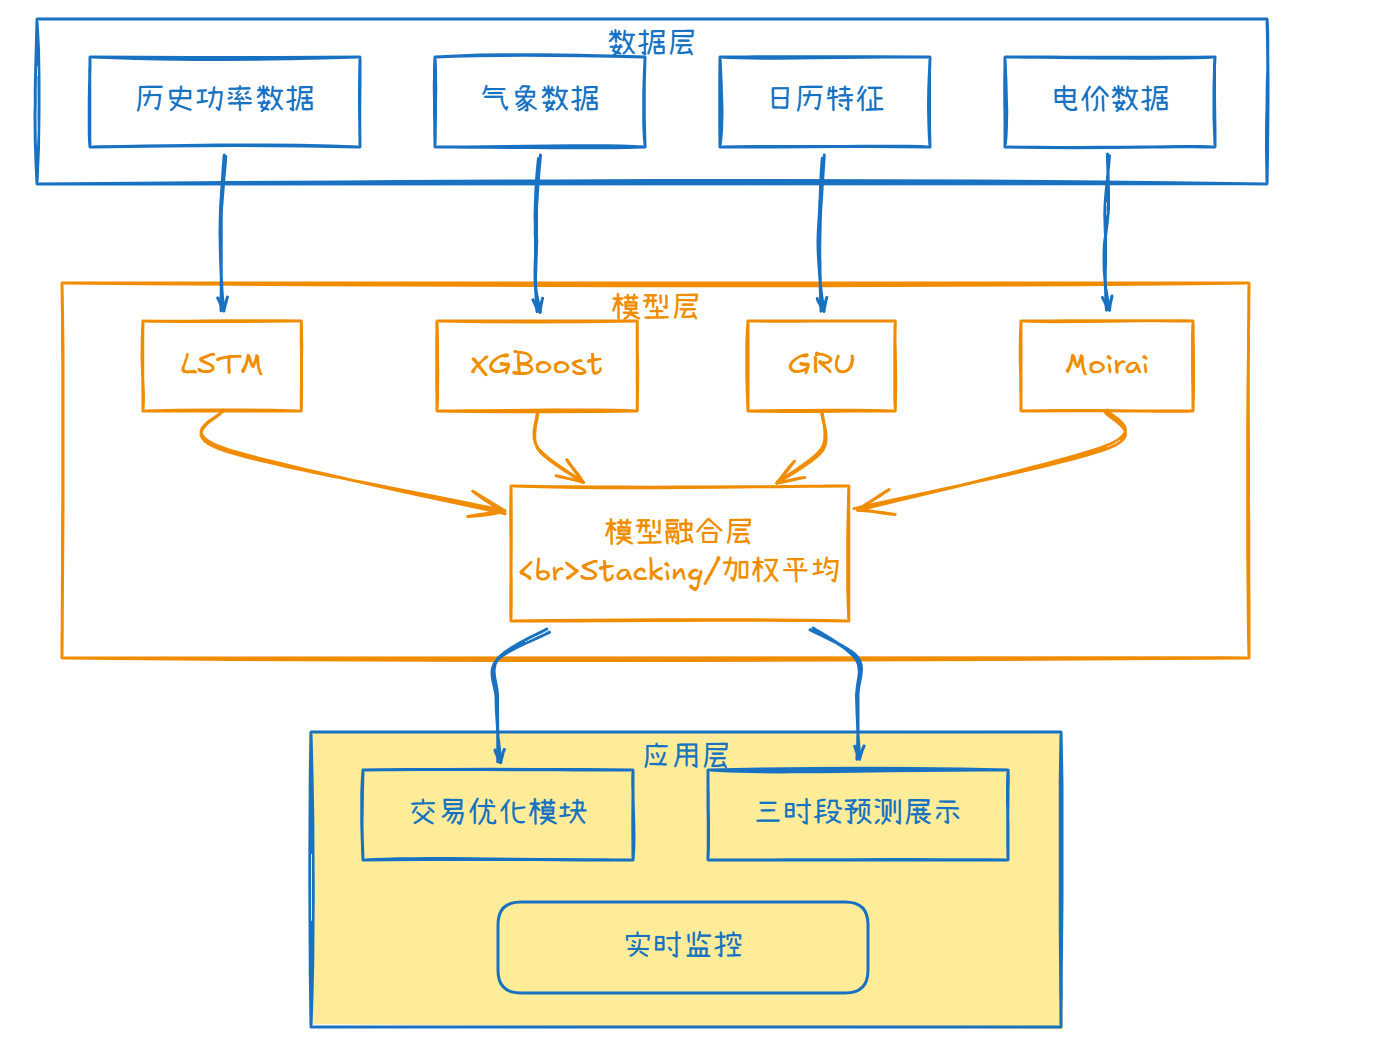 数据层
历史功率数据
气象数据
日历特征
电价数据
模型层
LSTM
XGBoost
GRU
Moirai
模型融合层
<br>Stacking/加权平均
应用层
交易优化模块
三时段预测展示
实时监控